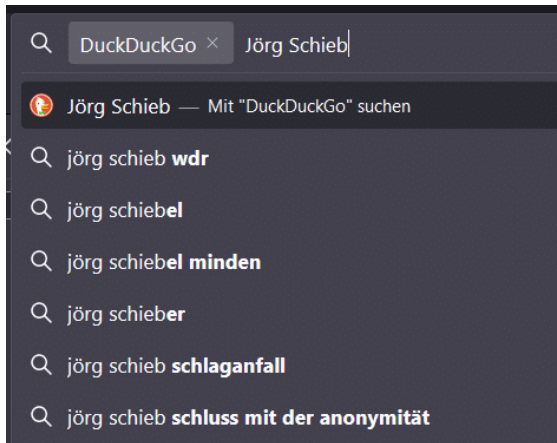 DuckDuckGo × Jörg Schieb
Jörg Schieb — Mit "DuckDuckGo" suchen
jörg schieb wdr
jörg schiebel
jörg schiebel minden
jörg schieber
jörg schieb schlaganfall
jörg schieb schluss mit der anonymität